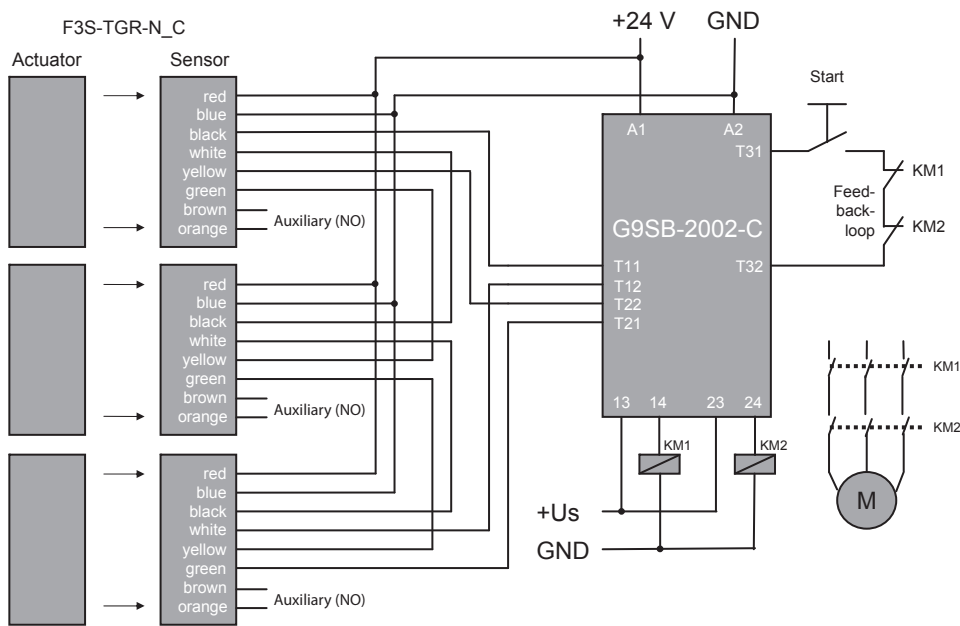 F3S-TGR-N_C
Actuator
Sensor
red
blue
black
white
yellow
green
brown
orange
Auxiliary (NO)
red
blue
black
white
yellow
green
brown
orange
Auxiliary (NO)
red
blue
black
white
yellow
green
brown
orange
Auxiliary (NO)
+24 V
GND
A1
A2
T31
G9SB-2002-C
T11
T12
T22
T21
T32
13
14
23
24
KM1
KM2
+Us
GND
Start
KM1
Feed-
back-
loop
KM2
KM1
KM2
M